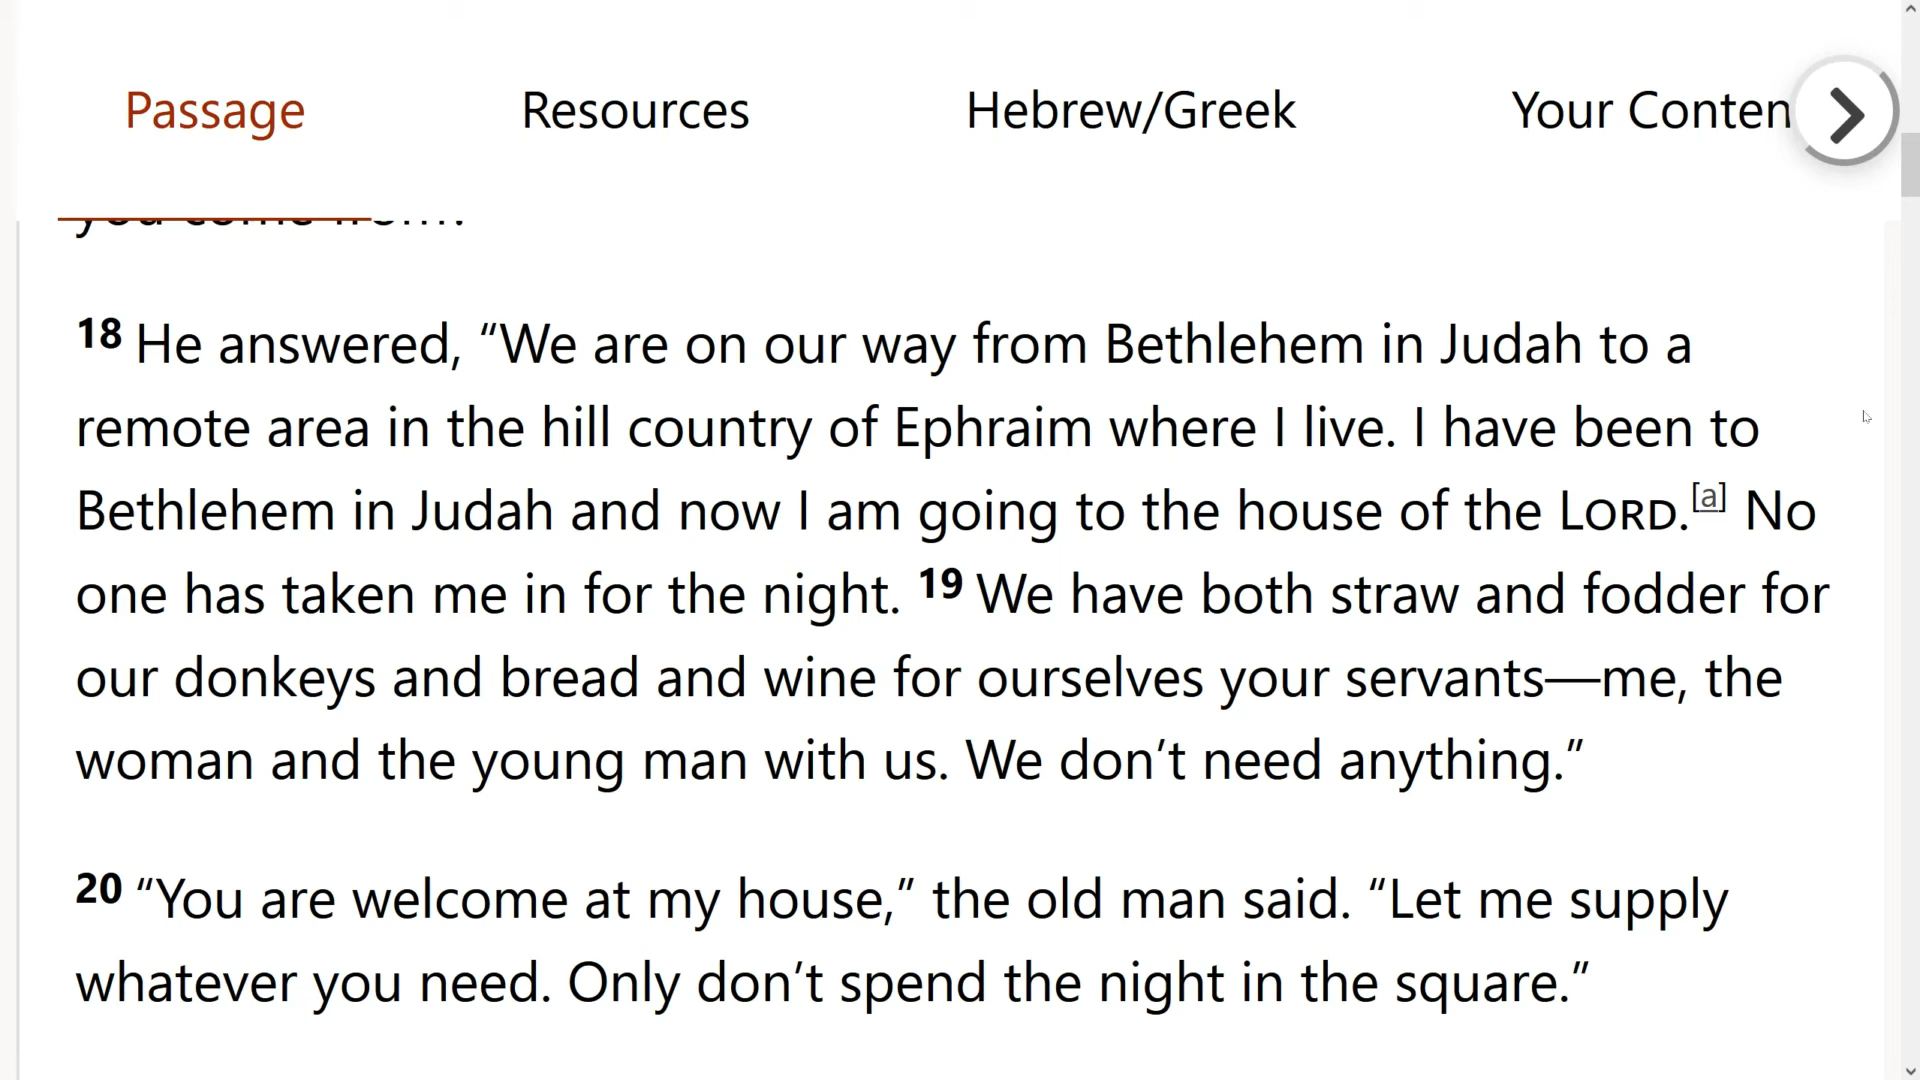 Passage Resources Hebrew/Greek Your Conten
you come from?
18 He answered, “We are on our way from Bethlehem in Judah to a
remote area in the hill country of Ephraim where I live. I have been to
Bethlehem in Judah and now I am going to the house of the LORD.[a] No
one has taken me in for the night. 19 We have both straw and fodder for
our donkeys and bread and wine for ourselves your servants—me, the
woman and the young man with us. We don’t need anything.”
20 “You are welcome at my house,” the old man said. “Let me supply
whatever you need. Only don’t spend the night in the square.”